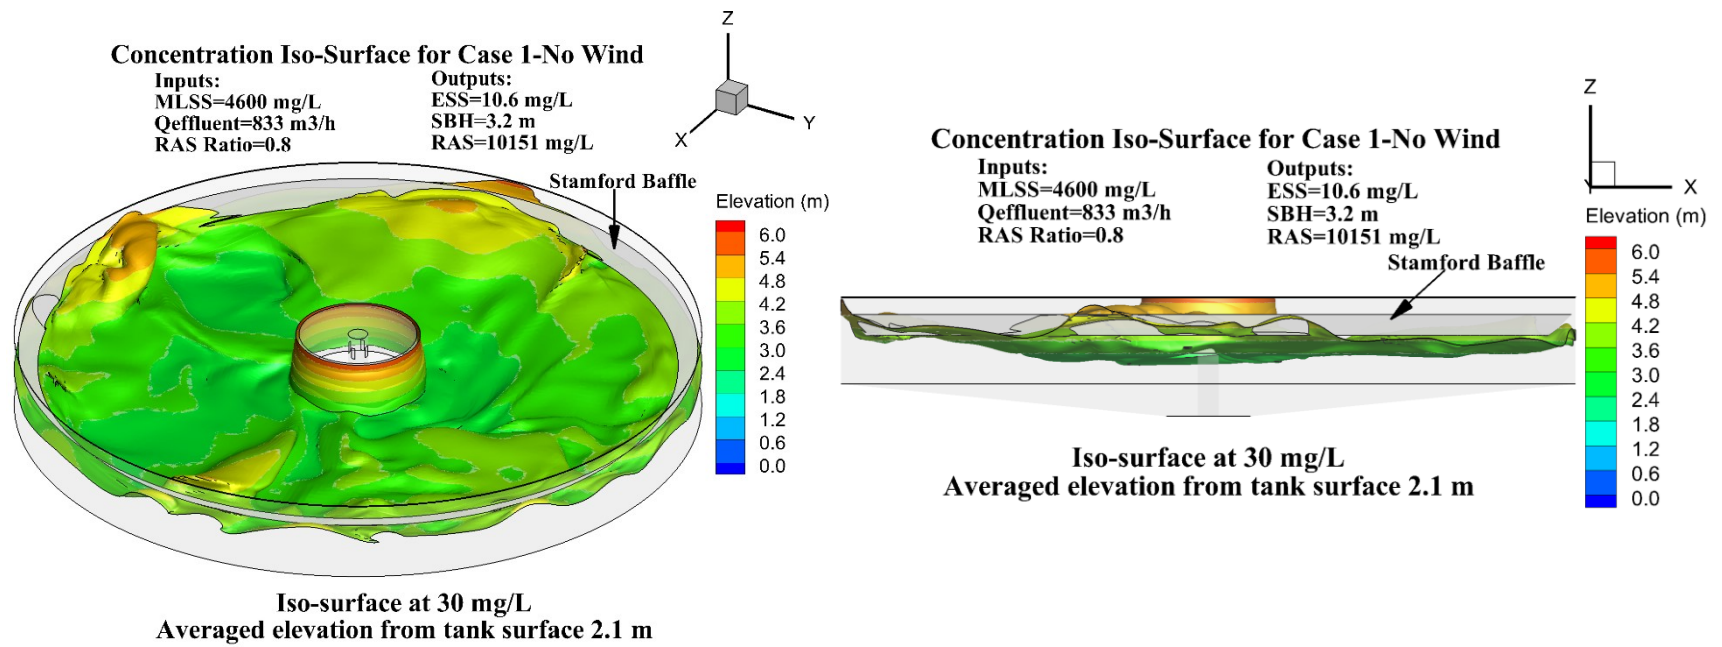 Concentration Iso-Surface for Case 1-No Wind
Inputs:
MLSS=4600 mg/L
Qeffluent=833 m3/h
RAS Ratio=0.8
Outputs:
ESS=10.6 mg/L
SBH=3.2 m
RAS=10151 mg/L
Z
Y
X
Stamford Baffle
Elevation (m)
6.0
5.4
4.8
4.2
3.6
3.0
2.4
1.8
1.2
0.6
0.0
Iso-surface at 30 mg/L
Averaged elevation from tank surface 2.1 m
Concentration Iso-Surface for Case 1-No Wind
Inputs:
MLSS=4600 mg/L
Qeffluent=833 m3/h
RAS Ratio=0.8
Outputs:
ESS=10.6 mg/L
SBH=3.2 m
RAS=10151 mg/L
Z
Y
X
Stamford Baffle
Elevation (m)
6.0
5.4
4.8
4.2
3.6
3.0
2.4
1.8
1.2
0.6
0.0
Iso-surface at 30 mg/L
Averaged elevation from tank surface 2.1 m